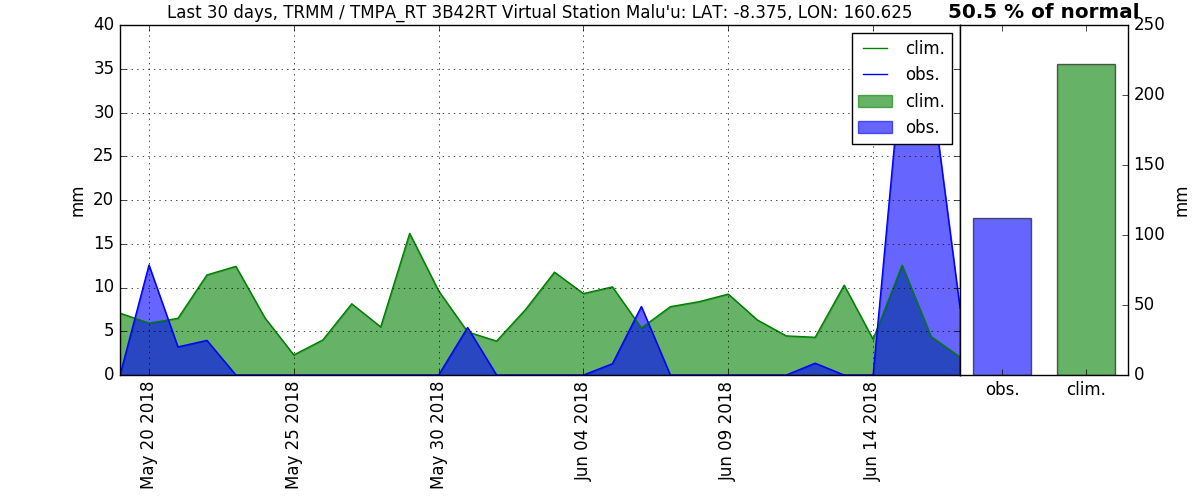 Last 30 days, TRMM / TMPA_RT 3B42RT Virtual Station Malu'u: LAT: -8.375, LON: 160.625
50.5 % of normal
40
35
30
25
20
15
10
5
0
mm
clim.
obs.
clim.
obs.
250
200
150
100
50
0
mm
obs.
clim.
May 20 2018
May 25 2018
May 30 2018
Jun 04 2018
Jun 09 2018
Jun 14 2018